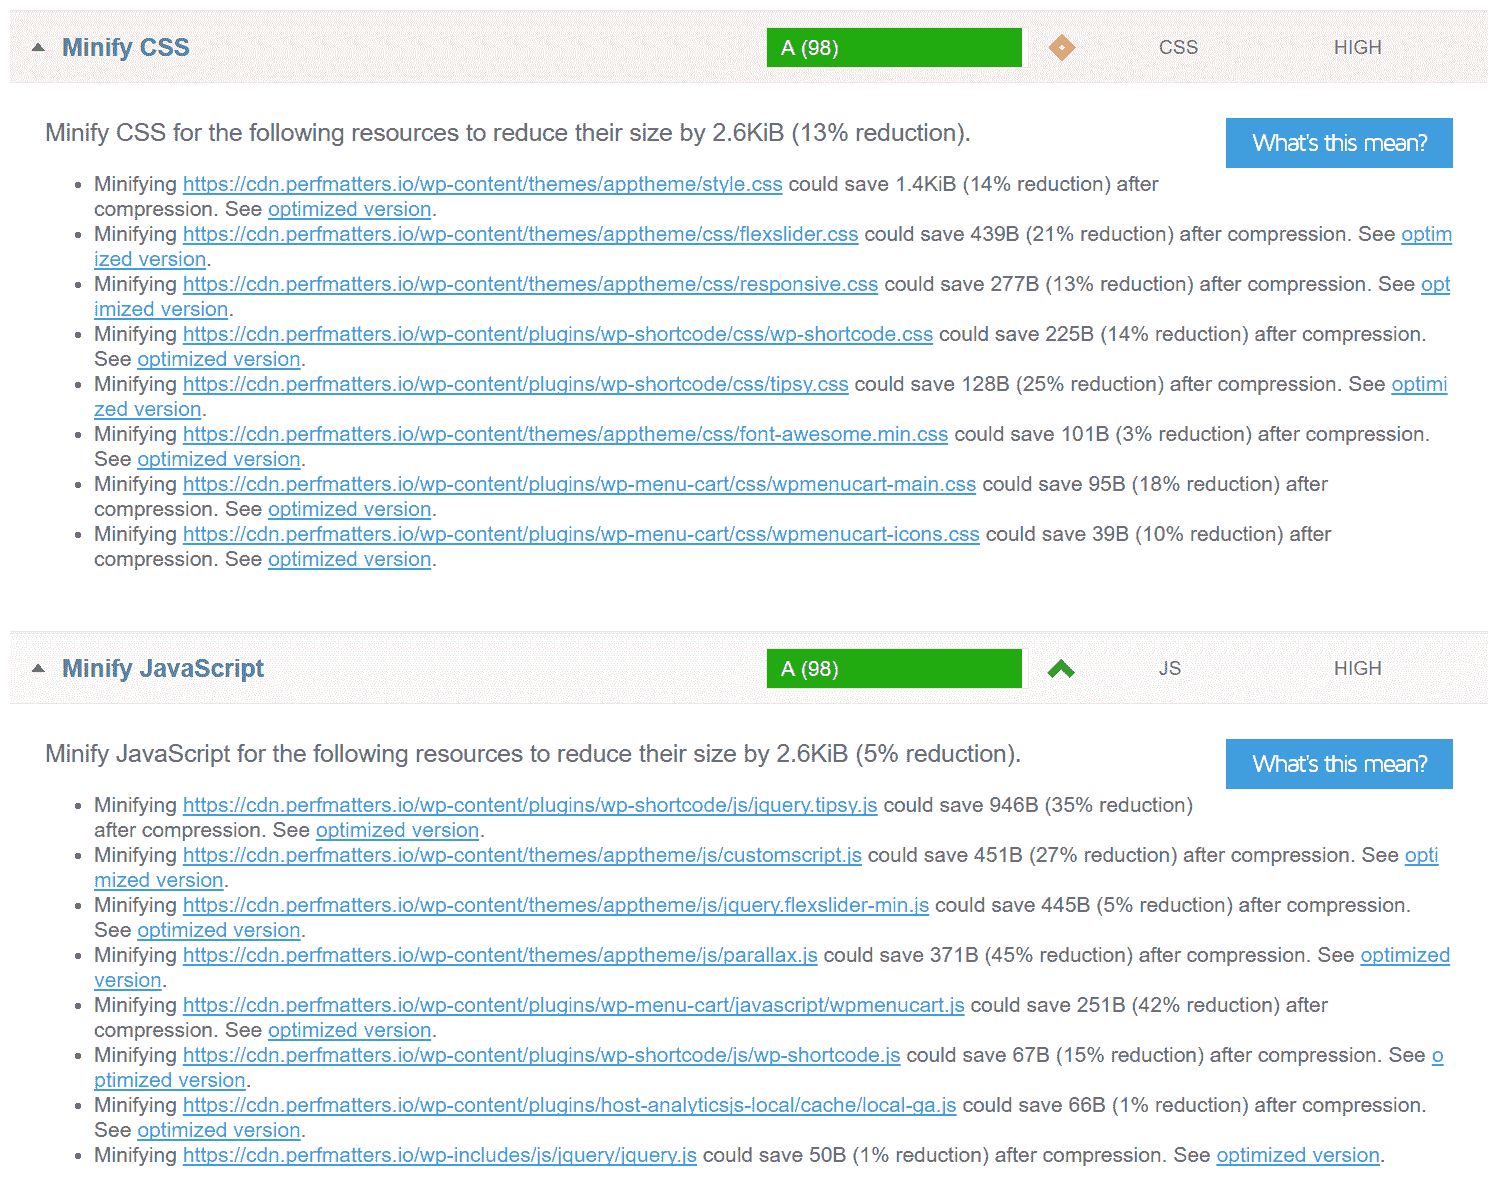 Minify CSS A (98) CSS HIGH
Minify CSS for the following resources to reduce their size by 2.6KiB (13% reduction).
What's this mean?
Minifying https://cdn.perfmatters.io/wp-content/themes/apptheme/style.css could save 1.4KiB (14% reduction) after
compression. See optimized version.
Minifying https://cdn.perfmatters.io/wp-content/themes/apptheme/css/flexslider.css could save 439B (21% reduction) after compression. See optim
ized version.
Minifying https://cdn.perfmatters.io/wp-content/themes/apptheme/css/responsive.css could save 277B (13% reduction) after compression. See opt
imized version.
Minifying https://cdn.perfmatters.io/wp-content/plugins/wp-shortcode/css/wp-shortcode.css could save 225B (14% reduction) after compression.
See optimized version.
Minifying https://cdn.perfmatters.io/wp-content/plugins/wp-shortcode/css/tipsy.css could save 128B (25% reduction) after compression. See optimi
zed version.
Minifying https://cdn.perfmatters.io/wp-content/themes/apptheme/css/font-awesome.min.css could save 101B (3% reduction) after compression.
See optimized version.
Minifying https://cdn.perfmatters.io/wp-content/plugins/wp-menu-cart/css/wpmenucart-main.css could save 95B (18% reduction) after
compression. See optimized version.
Minifying https://cdn.perfmatters.io/wp-content/plugins/wp-menu-cart/css/wpmenucart-icons.css could save 39B (10% reduction) after
compression. See optimized version.
Minify JavaScript A (98) JS HIGH
Minify JavaScript for the following resources to reduce their size by 2.6KiB (5% reduction).
What's this mean?
Minifying https://cdn.perfmatters.io/wp-content/plugins/wp-shortcode/js/jquery.tipsy.js could save 946B (35% reduction)
after compression. See optimized version.
Minifying https://cdn.perfmatters.io/wp-content/themes/apptheme/js/customscript.js could save 451B (27% reduction) after compression. See opti
mized version.
Minifying https://cdn.perfmatters.io/wp-content/themes/apptheme/js/jquery.flexslider-min.js could save 445B (5% reduction) after compression.
See optimized version.
Minifying https://cdn.perfmatters.io/wp-content/themes/apptheme/js/parallax.js could save 371B (45% reduction) after compression. See optimized
version.
Minifying https://cdn.perfmatters.io/wp-content/plugins/wp-menu-cart/javascript/wpmenucart.js could save 251B (42% reduction) after
compression. See optimized version.
Minifying https://cdn.perfmatters.io/wp-content/plugins/wp-shortcode/js/wp-shortcode.js could save 67B (15% reduction) after compression. See o
ptimized version.
Minifying https://cdn.perfmatters.io/wp-content/plugins/host-analyticsjs-local/cache/local-ga.js could save 66B (1% reduction) after compression.
See optimized version.
Minifying https://cdn.perfmatters.io/wp-includes/js/jquery/jquery.js could save 50B (1% reduction) after compression. See optimized version.